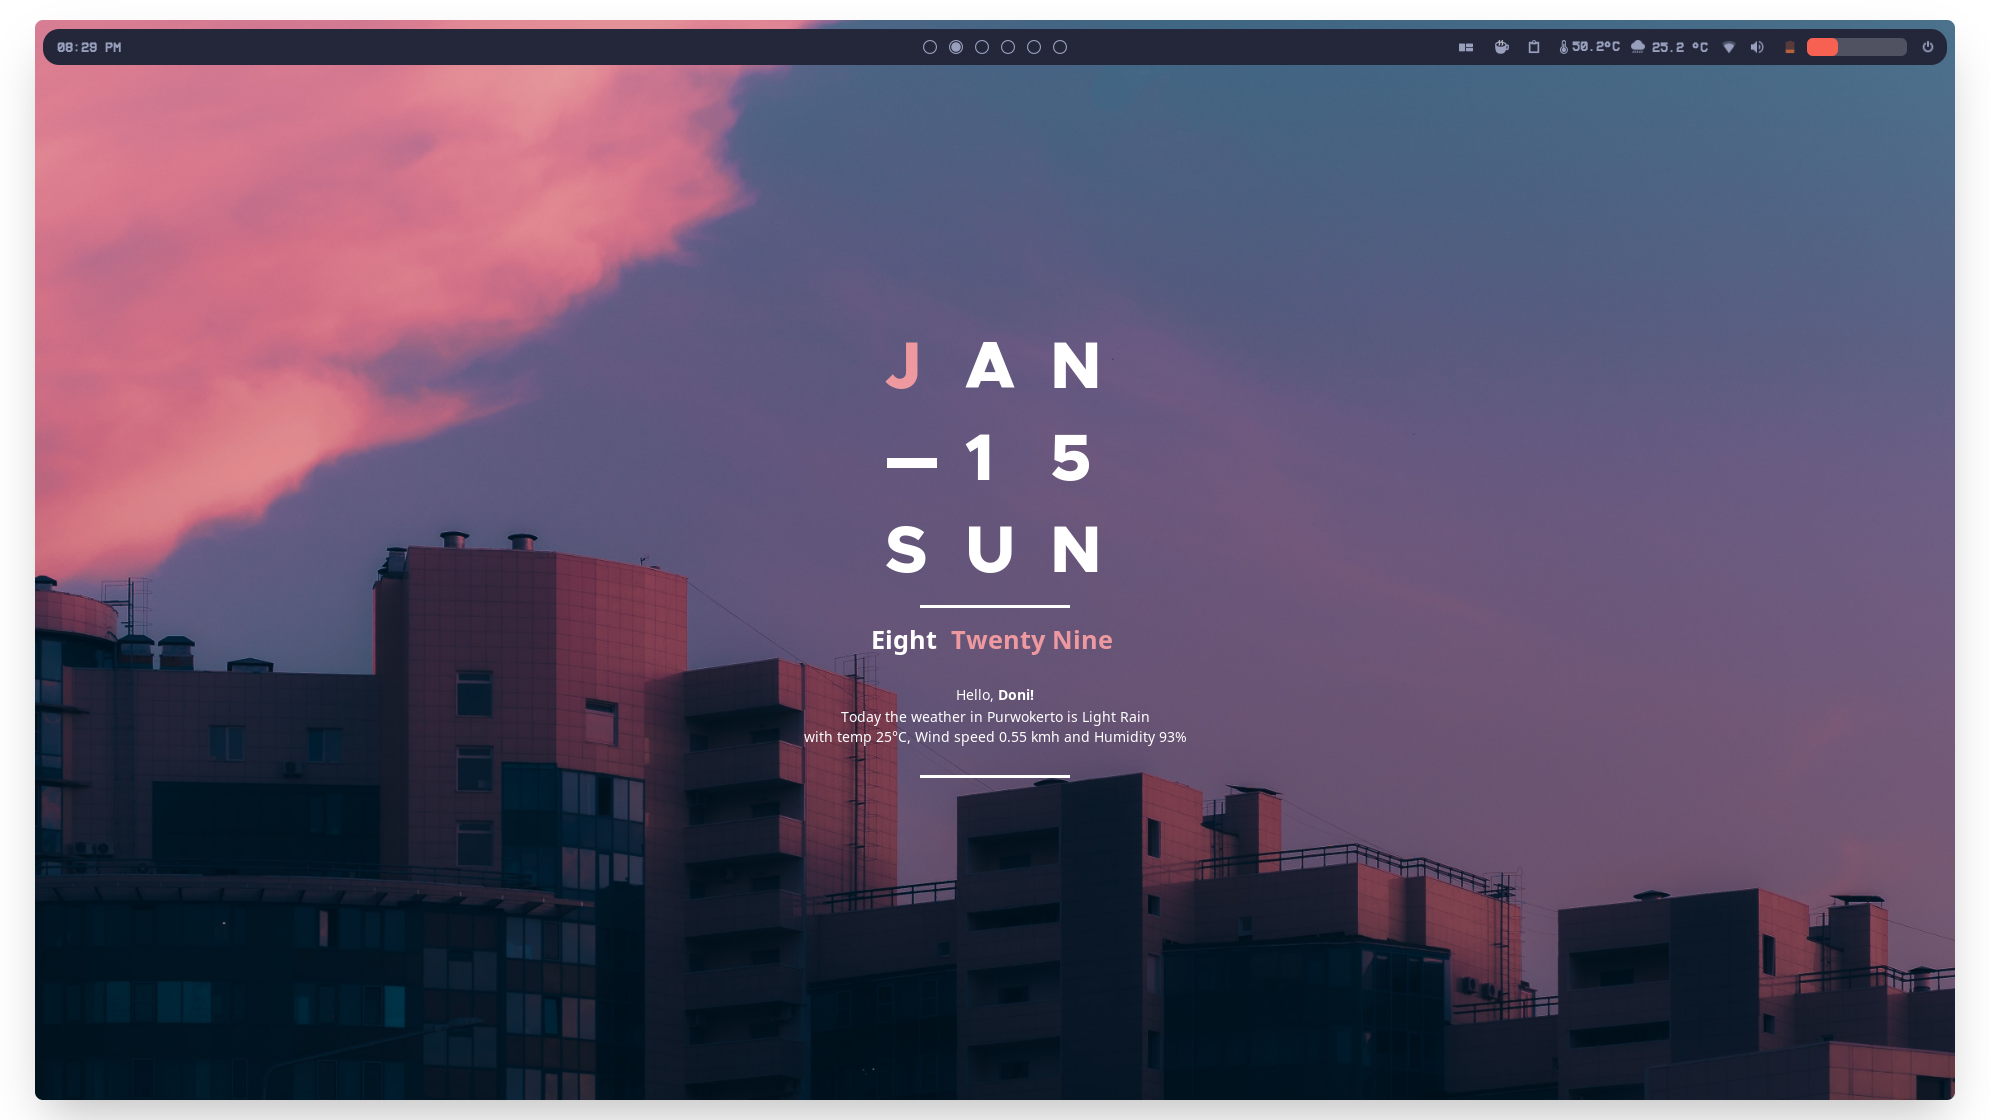 08:29 PM
50.2°C 25.2 °C
J A N
— 1 5
S U N
Eight Twenty Nine
Hello, Doni!
Today the weather in Purwokerto is Light Rain
with temp 25°C, Wind speed 0.55 kmh and Humidity 93%